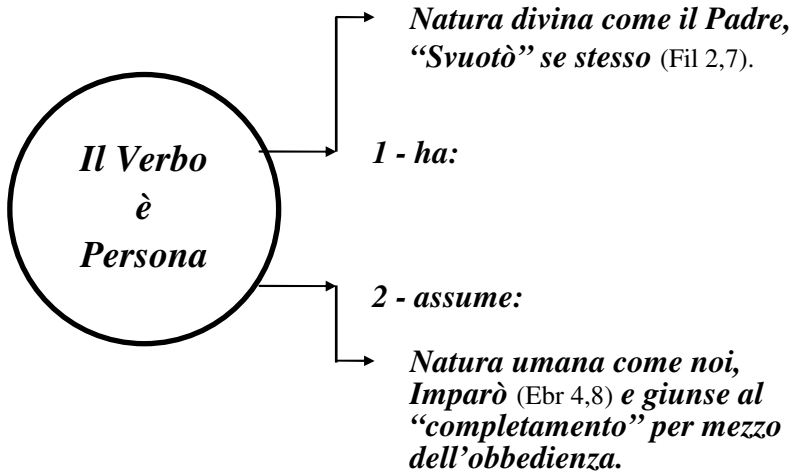 Natura divina come il Padre,
“Svuotò” se stesso (Fil 2,7).
Il Verbo
è
Persona
1 - ha:
2 - assume:
Natura umana come noi,
Imparò (Ebr 4,8) e giunse al
“completamento” per mezzo
dell’obbedienza.